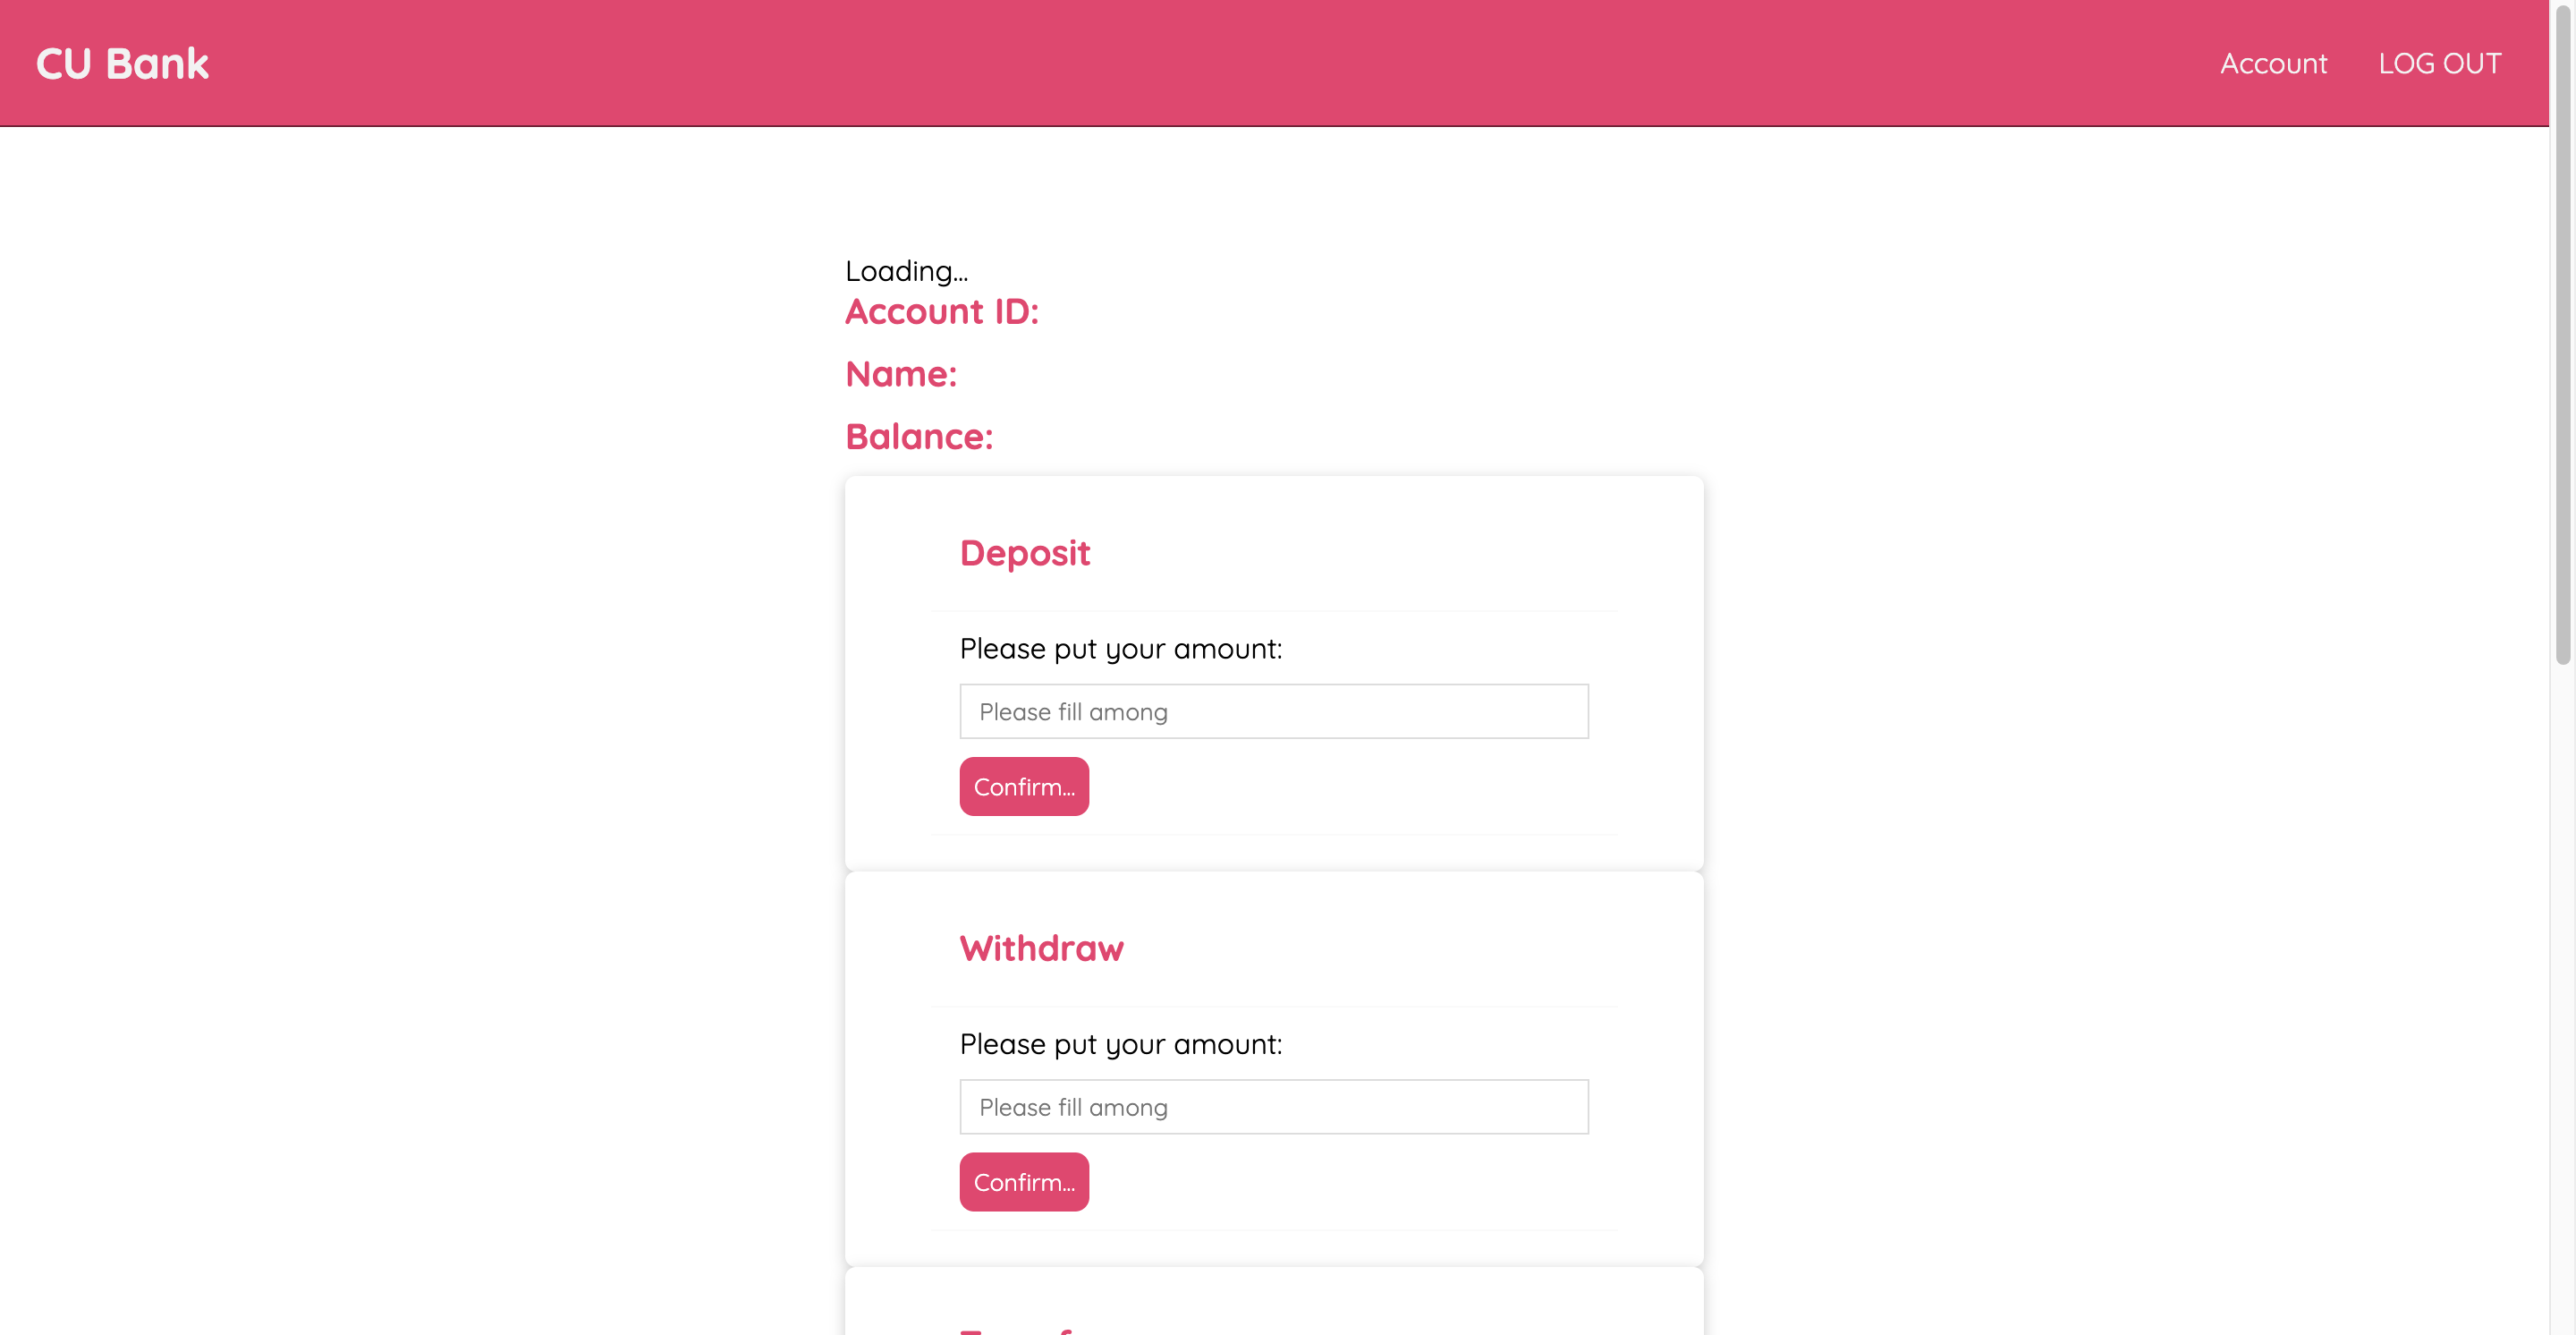 CU Bank
Account
LOG OUT
Loading...
Account ID:
Name:
Balance:
Deposit
Please put your amount:
Please fill among
Confirm...
Withdraw
Please put your amount:
Please fill among
Confirm...